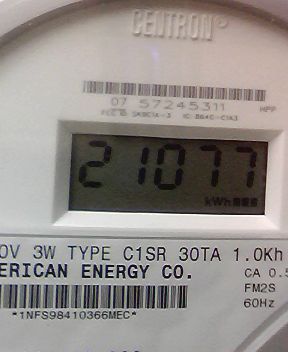 CENTRON®
07 57245311
21077
kWh
0V 3W TYPE C1SR 30TA 1.0Kh
ERICAN ENERGY CO.
CA 0.5
FM2S
60Hz
*1NFS98410366MEC*